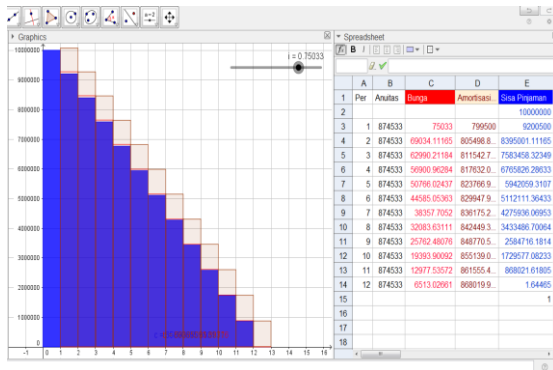 Graphics
i = 0.75033
10000000
9000000
8000000
7000000
6000000
5000000
4000000
3000000
2000000
1000000
0
-1 0 1 2 3 4 5 6 7 8 9 10 11 12 13 14 15 16
Spreadsheet
fx B I
A B C D E
1 Per Anuitas Bunga Amortisasi... Sisa Pinjaman
2 10000000
3 1 874533 75033 799500 9200500
4 2 874533 69034.11165 805498.8... 8395001.11165
5 3 874533 62990.21184 811542.7... 7583458.32349
6 4 874533 56900.96284 817632.0... 6765826.28633
7 5 874533 50766.02437 823766.9... 5942059.3107
8 6 874533 44585.05363 829947.9... 5112111.36433
9 7 874533 38357.7052 836175.2... 4275936.06953
10 8 874533 32083.63111 842449.3... 3433486.70064
11 9 874533 25762.48076 848770.5... 2584716.1814
12 10 874533 19393.90092 855139.0... 1729577.08233
13 11 874533 12977.53572 861555.4... 868021.61805
14 12 874533 6513.02661 868019.9... 1.64465
15 1
16
17
18